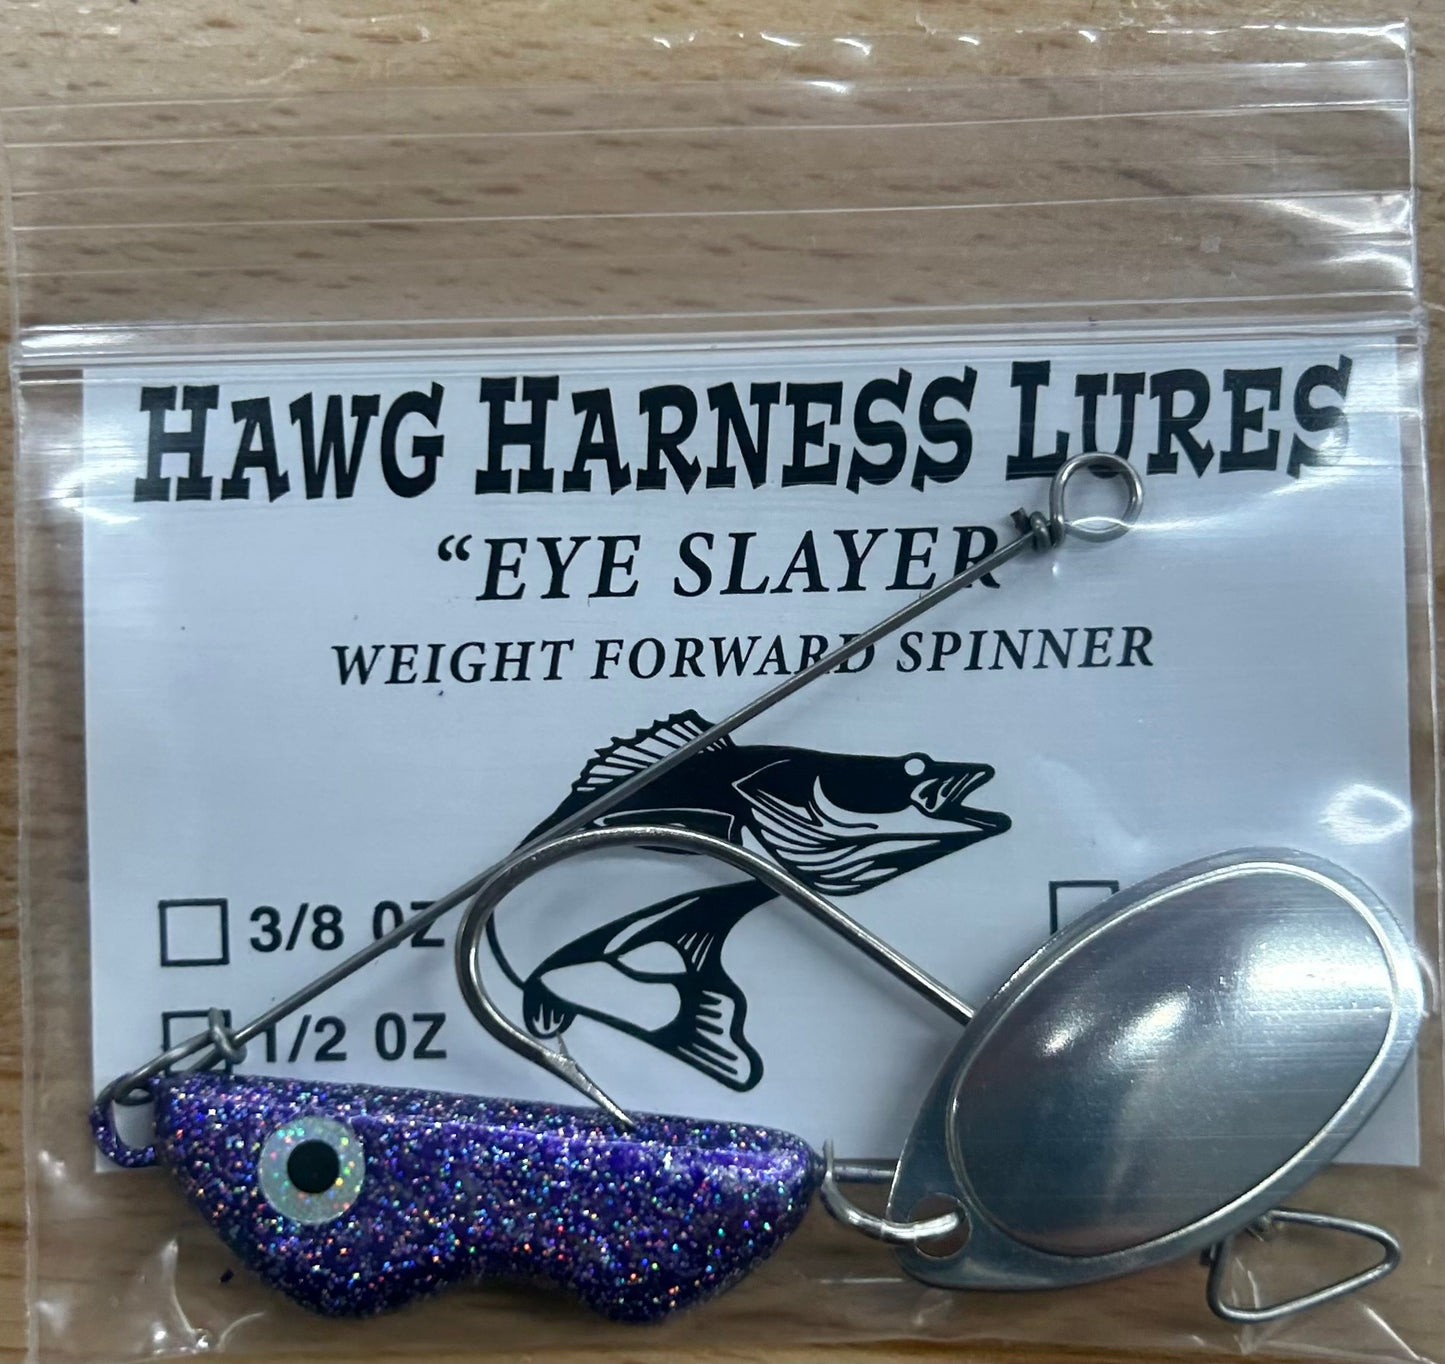 HAWG HARNESS LURES
“EYE SLAYER
WEIGHT FORWARD SPINNER
3/8 OZ
1/2 OZ